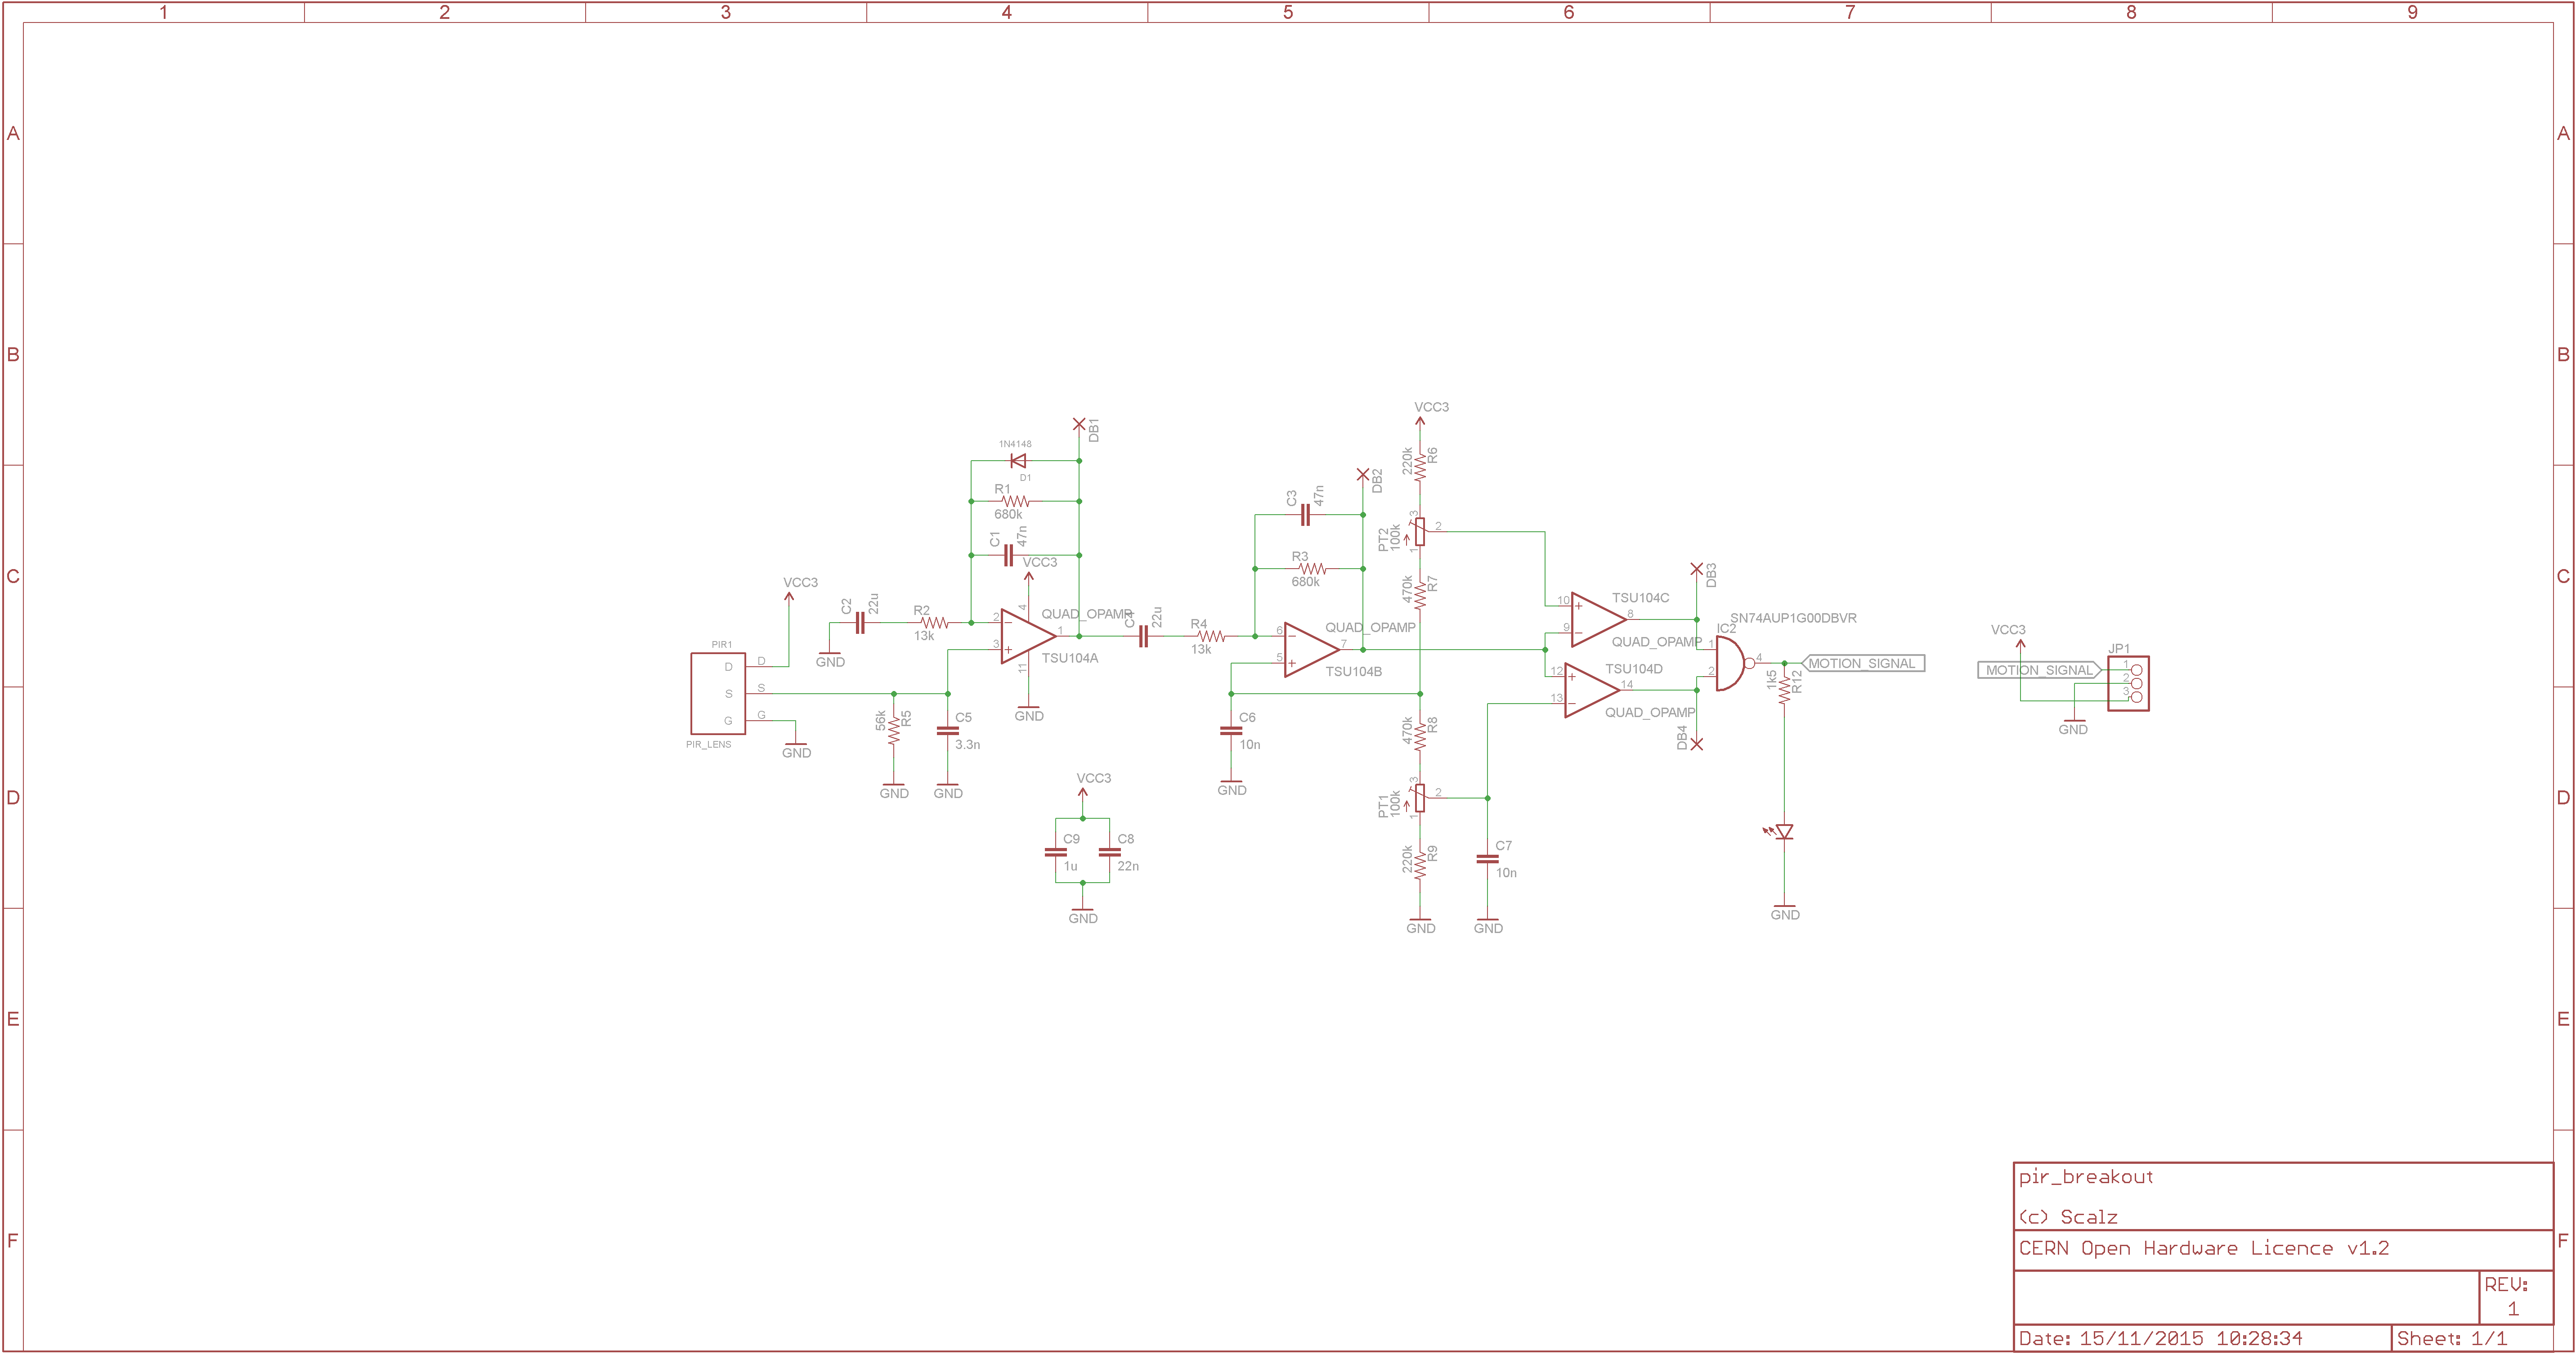 1 2 3 4 5 6 7 8 9
A A
B B
C C
D D
E E
F F
VCC3
DB1
1N4148
D1
R1
680k
C1
47n
VCC3
4
C2
22u
R2
13k
2
3
1
11
QUAD_OPAMP
TSU104A
GND
GND
VCC3
PIR1
D D
S S
G G
PIR_LENS
GND
56k
R5
GND
C5
3.3n
GND
C4
22u
R4
13k
C3
47n
DB2
R3
680k
6
5
7
QUAD_OPAMP
TSU104B
C6
10n
GND
220k
R6
PT2
100k
3
2
1
470k
R7
470k
R8
PT1
100k
3
2
1
220k
R9
GND
C7
10n
GND
VCC3
C9
1u
C8
22n
GND
10
9
8
TSU104C
QUAD_OPAMP
12
13
14
TSU104D
QUAD_OPAMP
DB3
DB4
SN74AUP1G00DBVR
IC2
1
2
4
MOTION_SIGNAL
1k5
R12
GND
VCC3
MOTION_SIGNAL
JP1
1
2
3
GND
pir_breakout
(c) Scalz
CERN Open Hardware Licence v1.2
REV:
1
Date: 15/11/2015 10:28:34
Sheet: 1/1